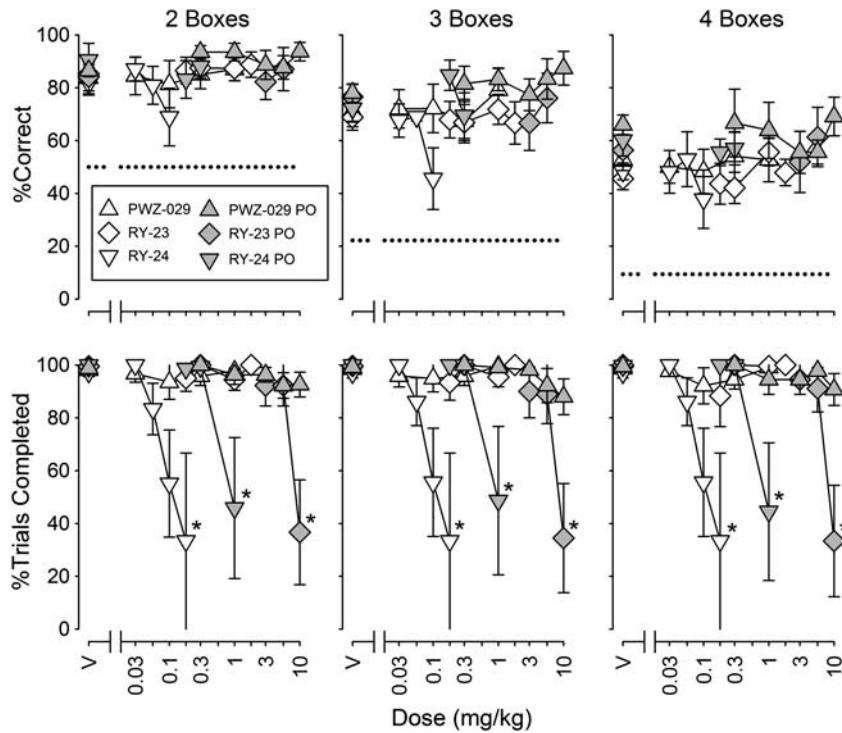 2 Boxes 3 Boxes 4 Boxes
%Correct
100
80
60
40
20
0
PWZ-029 PWZ-029 PO
RY-23 RY-23 PO
RY-24 RY-24 PO
%Trials Completed
100
80
60
40
20
0
* * * * * * * * *
V 0.03 0.1 0.3 1 3 10 V 0.03 0.1 0.3 1 3 10 V 0.03 0.1 0.3 1 3 10
Dose (mg/kg)